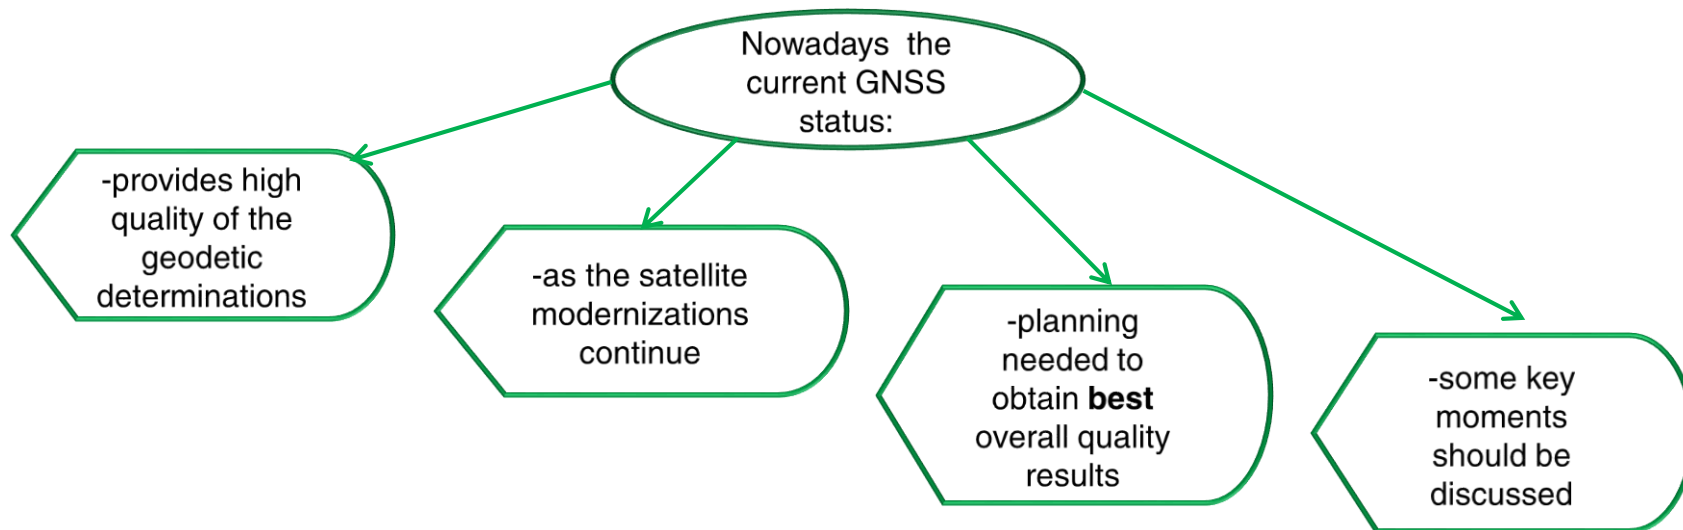 Nowadays  the
current GNSS
status:
-provides high
quality of the
geodetic
determinations
-as the satellite
modernizations
continue
-planning
needed to
obtain best
overall quality
results
-some key
moments
should be
discussed